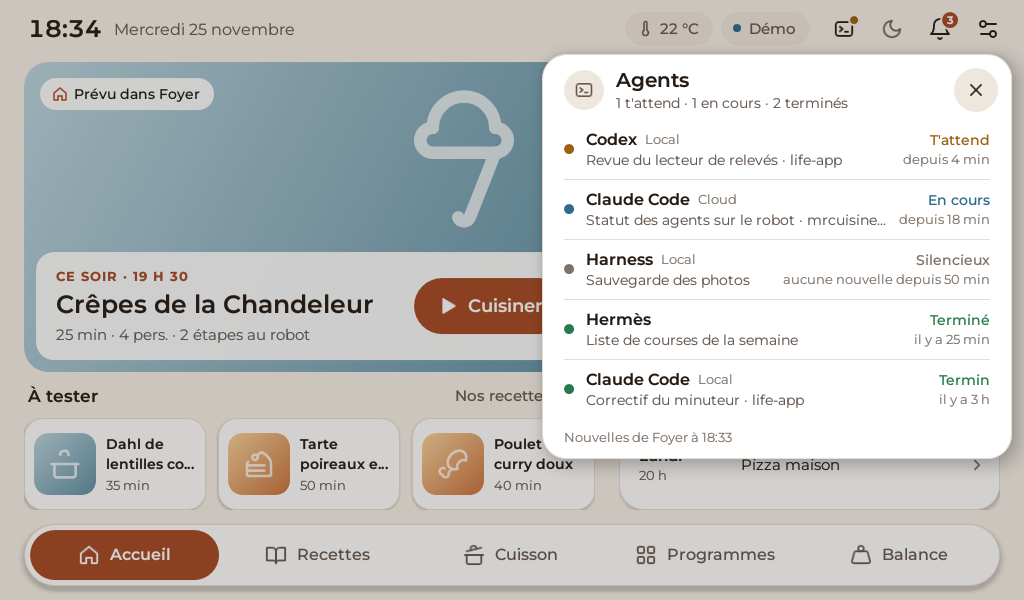 18:34 Mercredi 25 novembre
22 °C
Démo
3
Prévu dans Foyer
CE SOIR · 19 H 30
Crêpes de la Chandeleur
25 min · 4 pers. · 2 étapes au robot
Cuisiner
Agents
1 t'attend · 1 en cours · 2 terminés
Codex Local T'attend
Revue du lecteur de relevés · life-app depuis 4 min
Claude Code Cloud En cours
Statut des agents sur le robot · mrcuisine... depuis 18 min
Harness Local Silencieux
Sauvegarde des photos aucune nouvelle depuis 50 min
Hermès Terminé
Liste de courses de la semaine il y a 25 min
Claude Code Local Termin
Correctif du minuteur · life-app il y a 3 h
Nouvelles de Foyer à 18:33
À tester
Nos recette
Dahl de
lentilles co...
35 min
Tarte
poireaux e...
50 min
Poulet
curry doux
40 min
Lundi
20 h
Pizza maison
Accueil
Recettes
Cuisson
Programmes
Balance